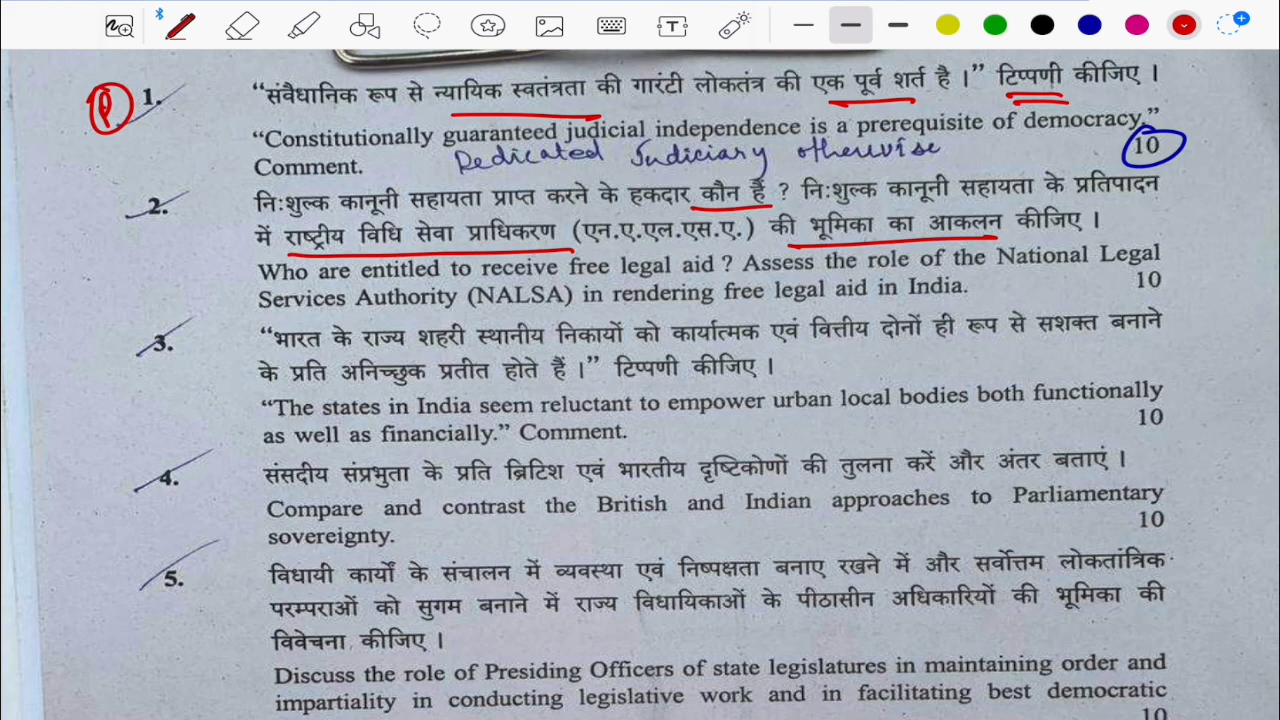 1. “संवैधानिक रूप से न्यायिक स्वतंत्रता की गारंटी लोकतंत्र की एक पूर्व शर्त है ।” टिप्पणी कीजिए ।
“Constitutionally guaranteed judicial independence is a prerequisite of democracy.”
Comment. 10
Dedicated Judiciary otherevise
2. नि:शुल्क कानूनी सहायता प्राप्त करने के हकदार कौन हैं ? नि:शुल्क कानूनी सहायता के प्रतिपादन
में राष्ट्रीय विधि सेवा प्राधिकरण (एन.ए.एल.एस.ए.) की भूमिका का आकलन कीजिए ।
Who are entitled to receive free legal aid ? Assess the role of the National Legal
Services Authority (NALSA) in rendering free legal aid in India. 10
3. “भारत के राज्य शहरी स्थानीय निकायों को कार्यात्मक एवं वित्तीय दोनों ही रूप से सशक्त बनाने
के प्रति अनिच्छुक प्रतीत होते हैं ।” टिप्पणी कीजिए ।
“The states in India seem reluctant to empower urban local bodies both functionally
as well as financially.” Comment. 10
4. संसदीय संप्रभुता के प्रति ब्रिटिश एवं भारतीय दृष्टिकोणों की तुलना करें और अंतर बताएं ।
Compare and contrast the British and Indian approaches to Parliamentary
sovereignty. 10
5. विधायी कार्यों के संचालन में व्यवस्था एवं निष्पक्षता बनाए रखने में और सर्वोत्तम लोकतांत्रिक
परम्पराओं को सुगम बनाने में राज्य विधायिकाओं के पीठासीन अधिकारियों की भूमिका की
विवेचना कीजिए ।
Discuss the role of Presiding Officers of state legislatures in maintaining order and
impartiality in conducting legislative work and in facilitating best democratic
10